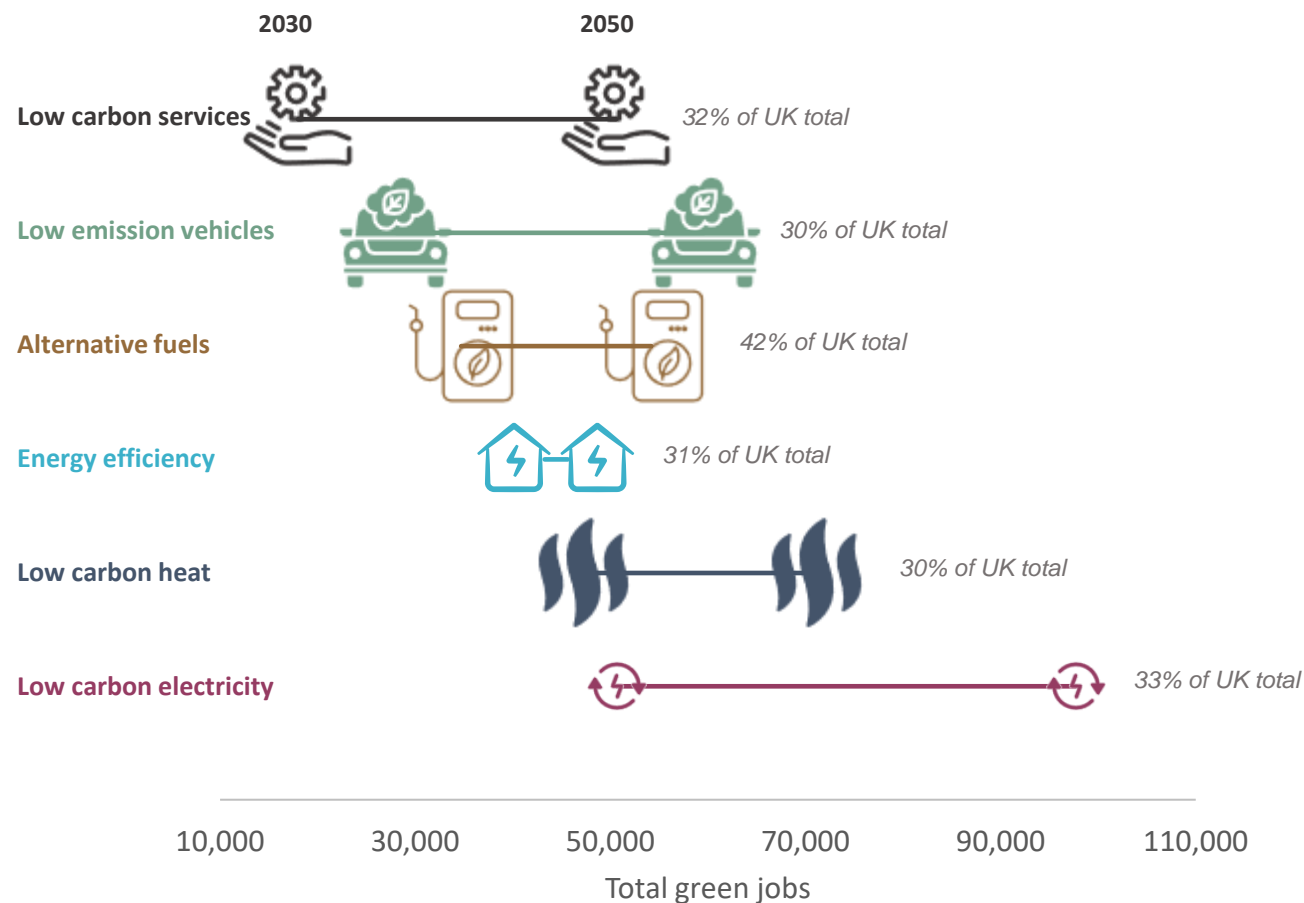 2030 2050
Low carbon services 32% of UK total
Low emission vehicles 30% of UK total
Alternative fuels 42% of UK total
Energy efficiency 31% of UK total
Low carbon heat 30% of UK total
Low carbon electricity 33% of UK total
10,000 30,000 50,000 70,000 90,000 110,000
Total green jobs